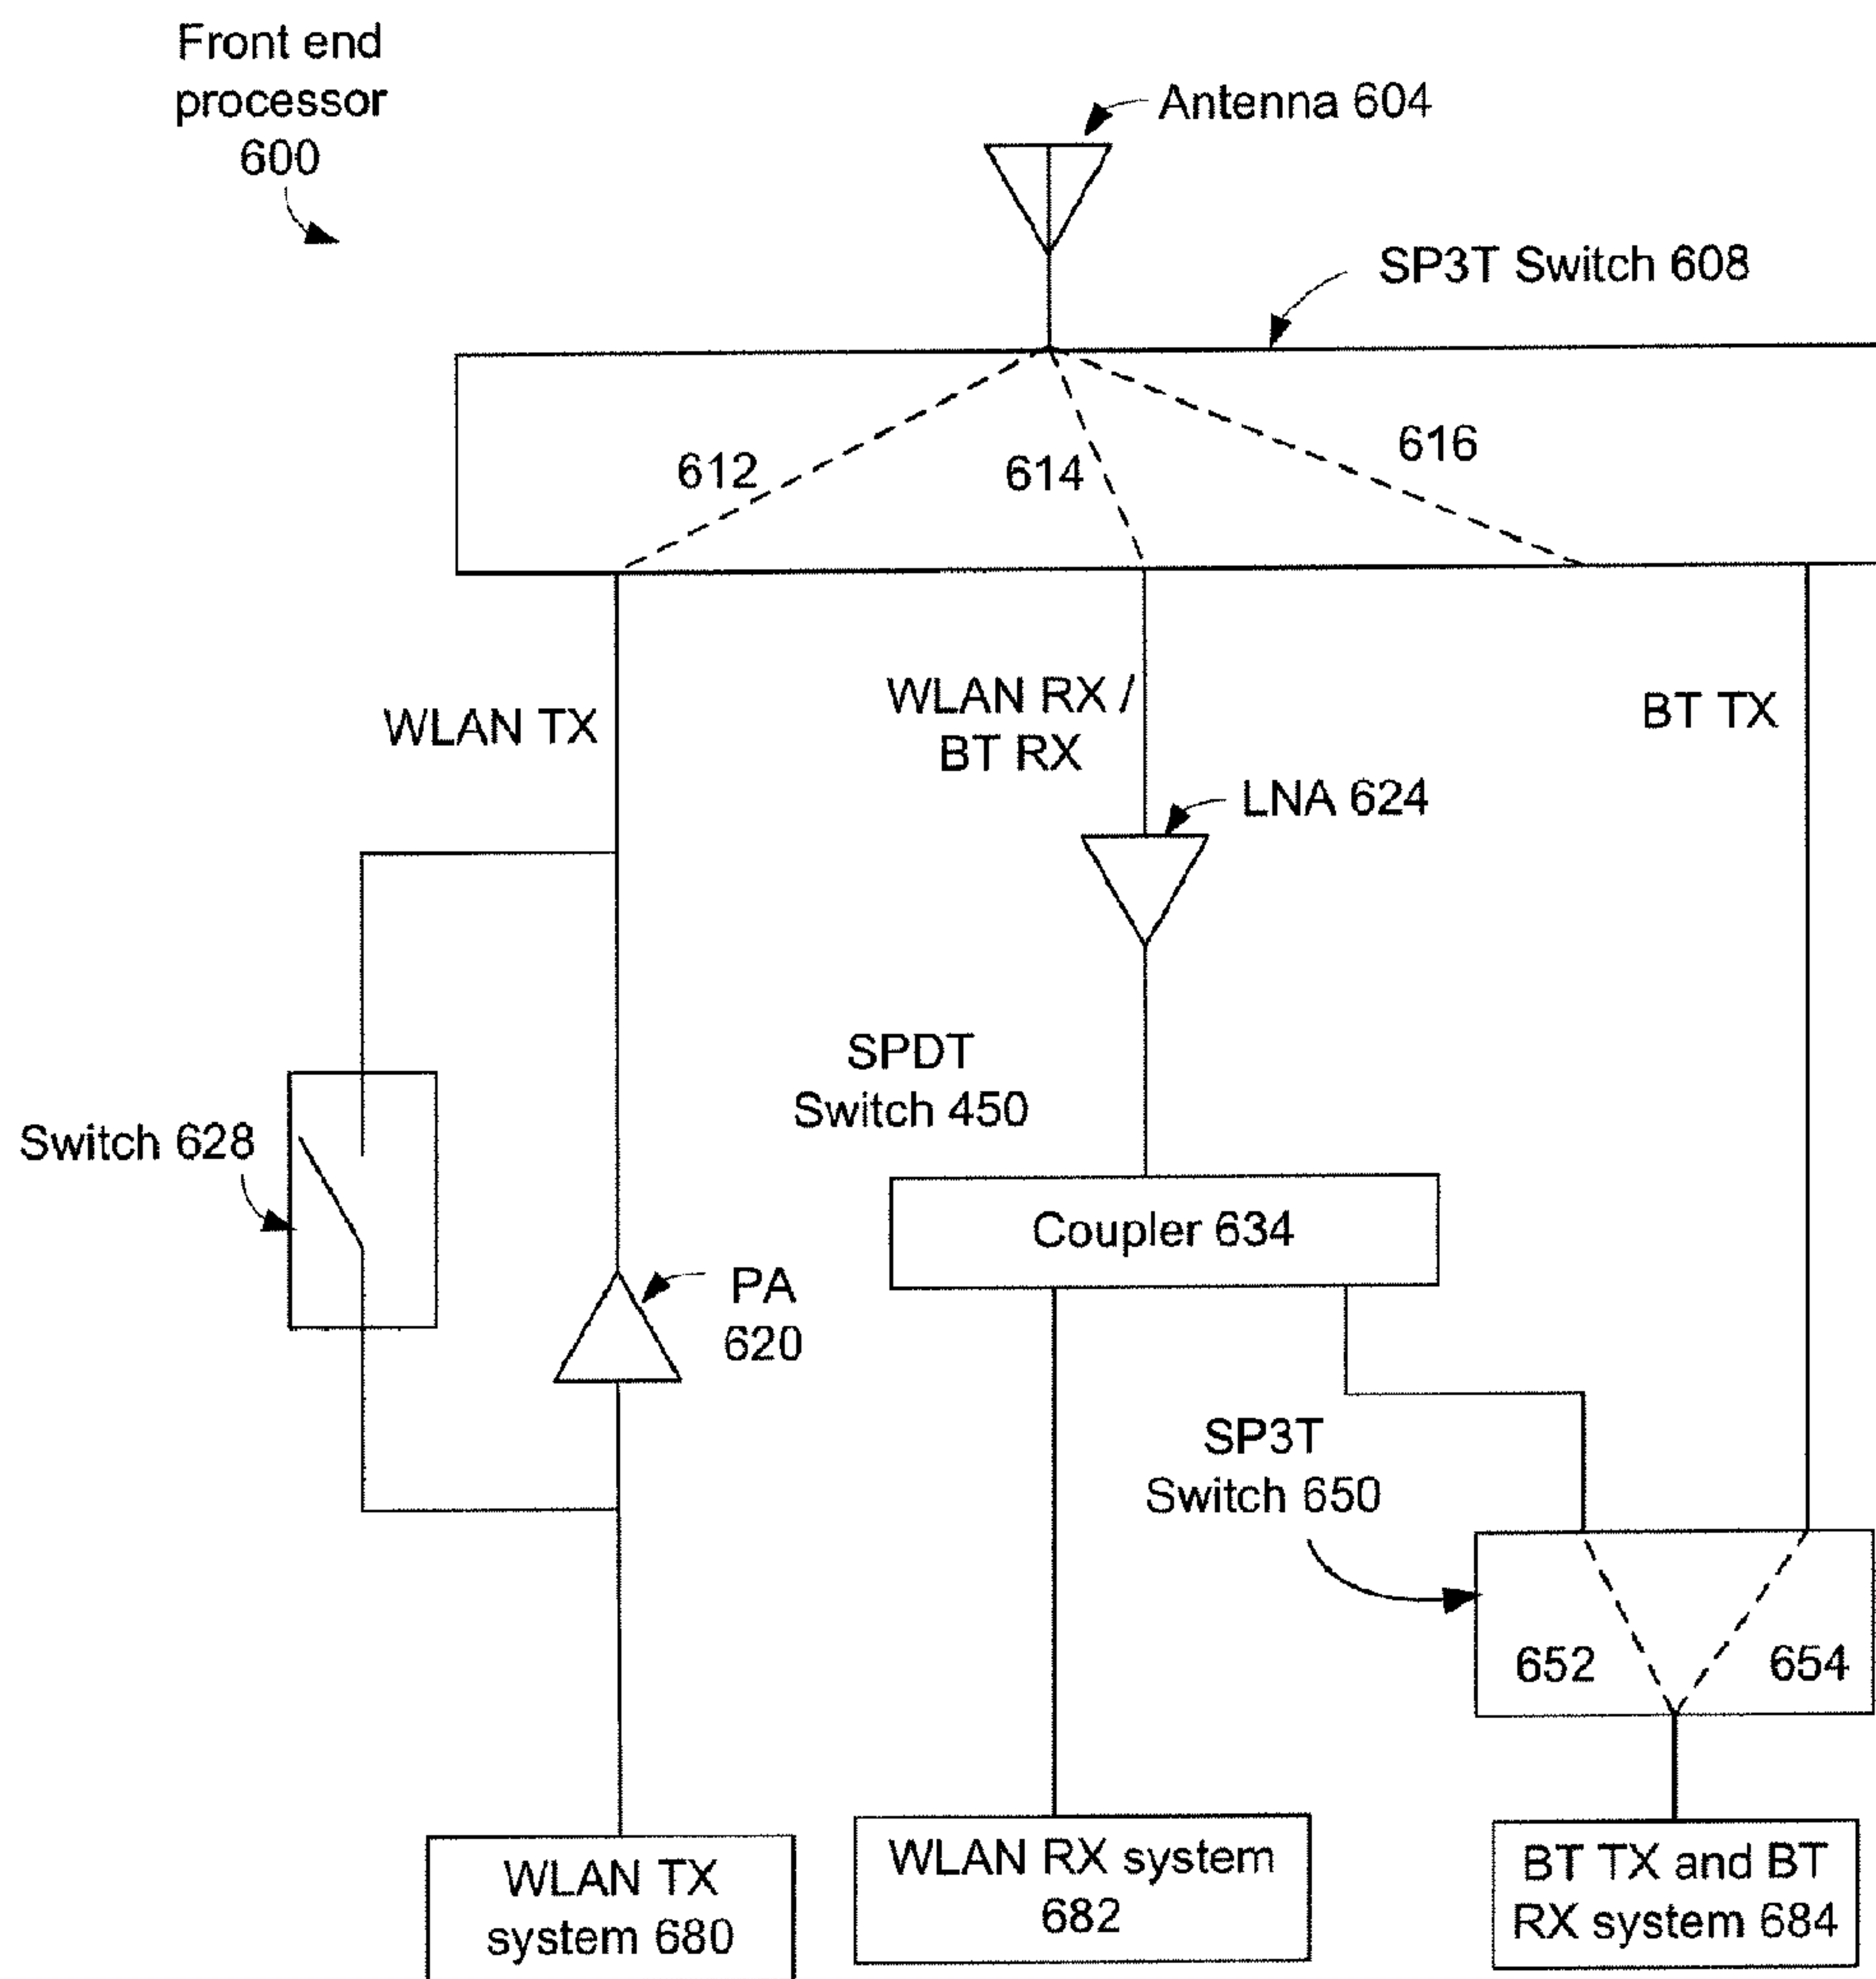 Front end
processor
600
Antenna 604
SP3T Switch 608
612
614
616
WLAN TX
WLAN RX /
BT RX
BT TX
LNA 624
SPDT
Switch 450
Switch 628
Coupler 634
PA
620
SP3T
Switch 650
652
654
WLAN TX
system 680
WLAN RX system
682
BT TX and BT
RX system 684